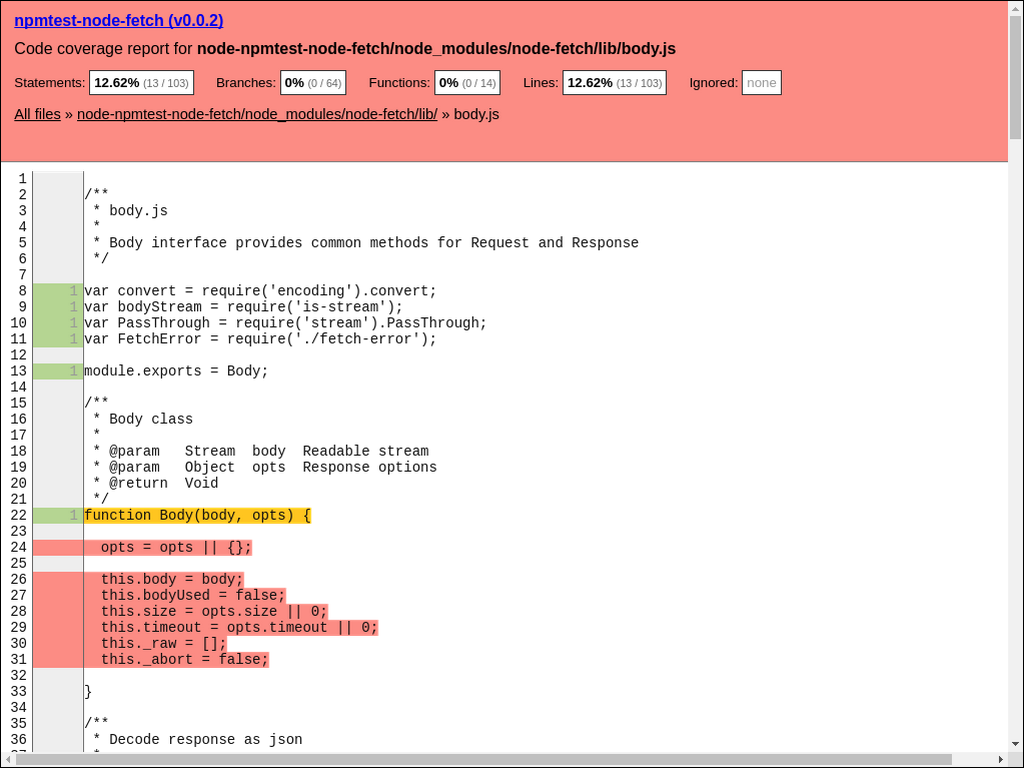 npmtest-node-fetch (v0.0.2)
Code coverage report for node-npmtest-node-fetch/node_modules/node-fetch/lib/body.js
Statements: 12.62% (13 / 103) Branches: 0% (0 / 64) Functions: 0% (0 / 14) Lines: 12.62% (13 / 103) Ignored: none
All files » node-npmtest-node-fetch/node_modules/node-fetch/lib/ » body.js
1
2 /**
3  * body.js
4  *
5  * Body interface provides common methods for Request and Response
6  */
7
8 1 var convert = require('encoding').convert;
9 1 var bodyStream = require('is-stream');
10 1 var PassThrough = require('stream').PassThrough;
11 1 var FetchError = require('./fetch-error');
12
13 1 module.exports = Body;
14
15 /**
16  * Body class
17  *
18  * @param   Stream  body  Readable stream
19  * @param   Object  opts  Response options
20  * @return  Void
21  */
22 1 function Body(body, opts) {
23
24   opts = opts || {};
25
26   this.body = body;
27   this.bodyUsed = false;
28   this.size = opts.size || 0;
29   this.timeout = opts.timeout || 0;
30   this._raw = [];
31   this._abort = false;
32
33 }
34
35 /**
36  * Decode response as json